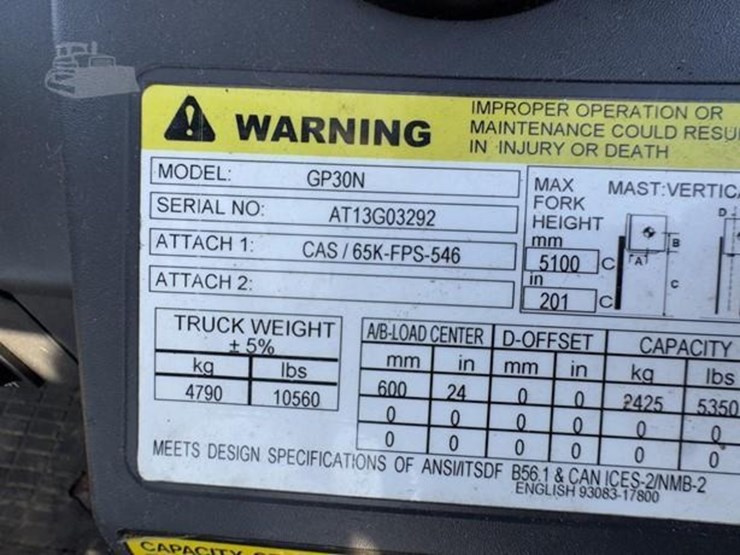 WARNING
IMPROPER OPERATION OR
MAINTENANCE COULD
IN INJURY OR DEATH
MODEL: GP30N
SERIAL NO: AT13G03292
ATTACH 1: CAS / 65K-FPS-546
ATTACH 2:
MAX
FORK
HEIGHT
mm
5100
in
201
MAST:
D
B
A
C
C
C
TRUCK WEIGHT
± 5%
kg lbs
4790 10560
A/B-LOAD CENTER D-OFFSET CAPACITY
mm in mm in kg lbs
600 24 0 0 2425 5350
0 0 0 0 0 0
0 0 0 0 0 0
MEETS DESIGN SPECIFICATIONS OF ANSI/ITSDF B56.1 & CAN ICES-2/NMB-2
ENGLISH 93083-17800
CAPACITY